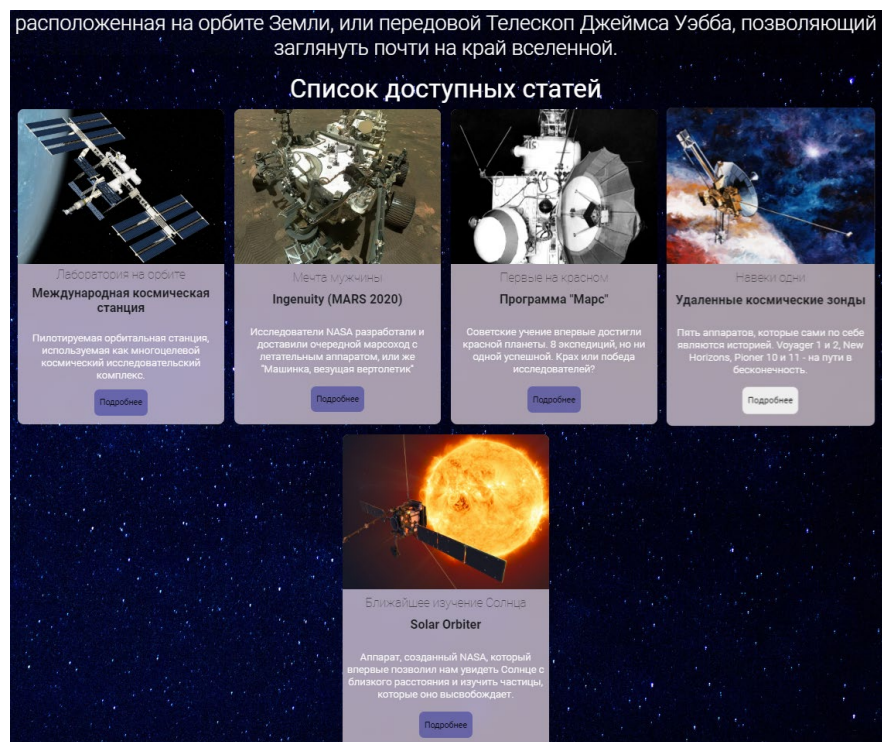 расположенная на орбите Земли, или передовой Телескоп Джеймса Уэбба, позволяющий
заглянуть почти на край вселенной.
Список доступных статей
Лаборатория на орбите
Международная космическая
станция
Пилотируемая орбитальная станция,
используемая как многоцелевой
космический исследовательский
комплекс.
Подробнее
Мечта мужчины
Ingenuity (MARS 2020)
Исследователи NASA разработали и
доставили очередной марсоход с
летательным аппаратом, или же
"Машинка, везущая вертолетик"
Подробнее
Первые на красном
Программа "Марс"
Советские учение впервые достигли
красной планеты. 8 экспедиций, но ни
одной успешной. Крах или победа
исследователей?
Подробнее
Навеки одни
Удаленные космические зонды
Пять аппаратов, которые сами по себе
являются историей. Voyager 1 и 2, New
Horizons, Pioner 10 и 11 - на пути в
бесконечность.
Подробнее
Ближайшее изучение Солнца
Solar Orbiter
Аппарат, созданный NASA, который
впервые позволил нам увидеть Солнце с
близкого расстояния и изучить частицы,
которые оно высвобождает.
Подробнее